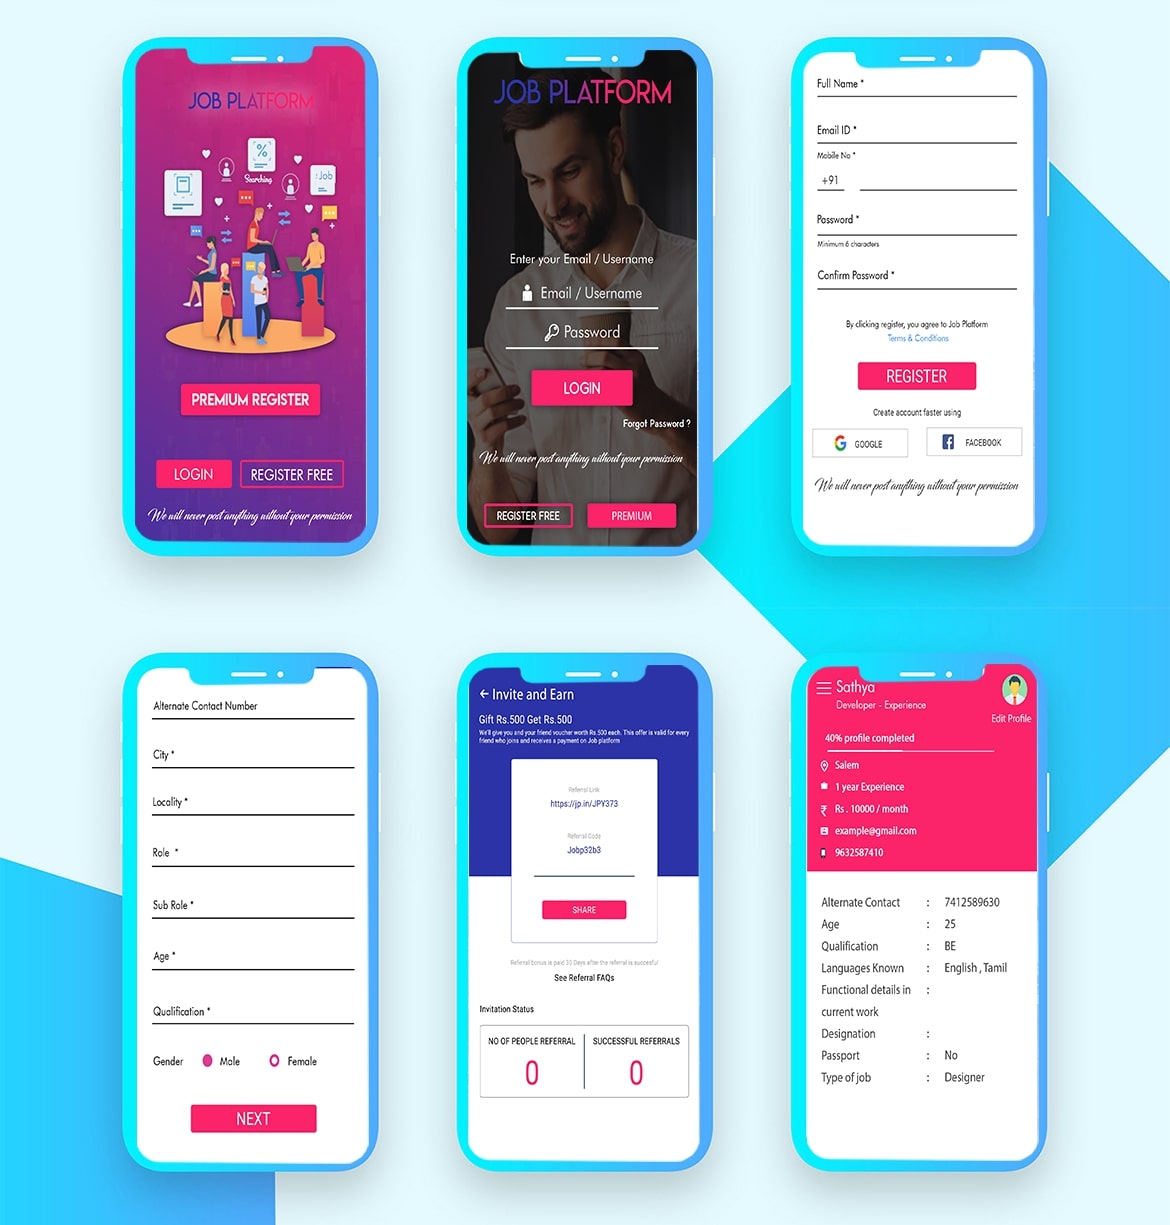 JOB PLATFORM
%
Searching
Job
PREMIUM REGISTER
LOGIN
REGISTER FREE
We will never post anything without your permission
JOB PLATFORM
Enter your Email / Username
Email / Username
Password
LOGIN
Forgot Password ?
We will never post anything without your permission
REGISTER FREE
PREMIUM
Full Name *
Email ID *
Mobile No *
+91
Password *
Minimum 6 characters
Confirm Password *
By clicking register, you agree to Job Platform
Terms & Conditions
REGISTER
Create account faster using
G GOOGLE
f FACEBOOK
We will never post anything without your permission
Alternate Contact Number
City *
Locality *
Role *
Sub Role *
Age *
Qualification *
Gender Male Female
NEXT
Invite and Earn
Gift Rs.500 Get Rs.500
We'll give you and your friend voucher worth Rs.500 each. This offer is valid for every
friend who joins and receives a payment on Job platform
Referral Link
https://jp.in/JPY373
Referral Code
Jobp32b3
SHARE
Referral bonus is paid 30 Days after the referral is succesful
See Referral FAQs
Invitation Status
NO OF PEOPLE REFERRAL
0
SUCCESSFUL REFERRALS
0
Sathya
Developer - Experience
Edit Profile
40% profile completed
Salem
1 year Experience
₹ Rs . 10000 / month
example@gmail.com
9632587410
Alternate Contact : 7412589630
Age : 25
Qualification : BE
Languages Known : English , Tamil
Functional details in :
current work
Designation :
Passport : No
Type of job : Designer